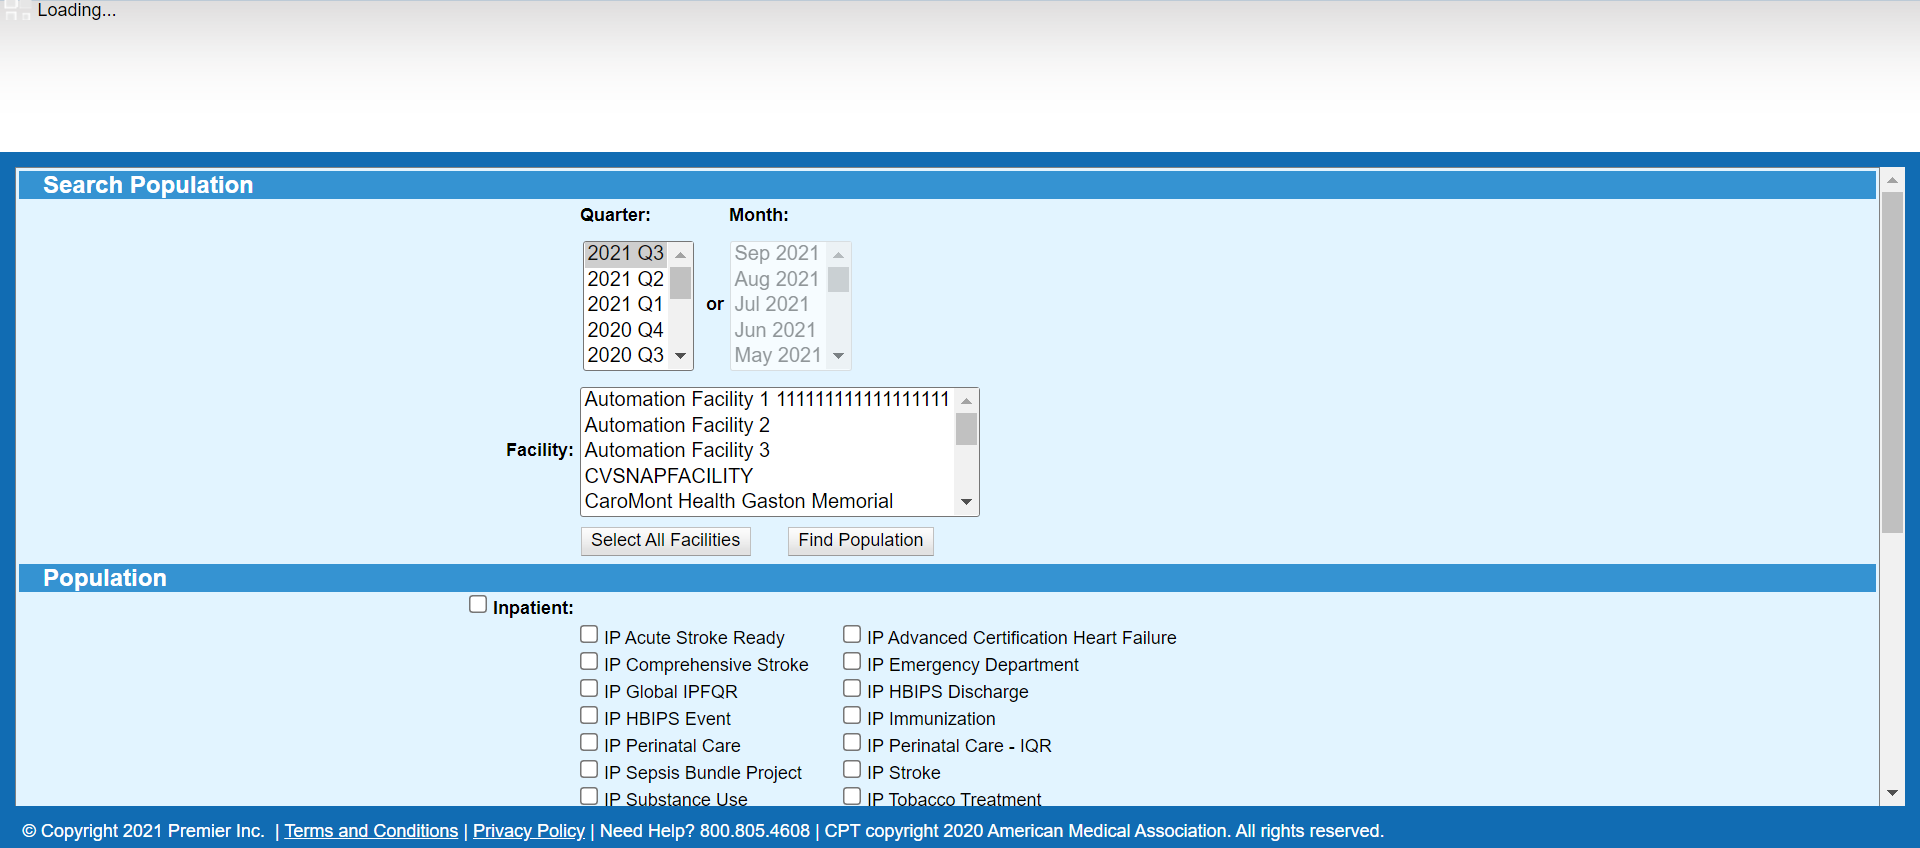 Loading...
Search Population
Quarter: Month:
2021 Q3
2021 Q2
2021 Q1
2020 Q4
2020 Q3
or
Sep 2021
Aug 2021
Jul 2021
Jun 2021
May 2021
Facility:
Automation Facility 1 111111111111111111
Automation Facility 2
Automation Facility 3
CVSNAPFACILITY
CaroMont Health Gaston Memorial
Select All Facilities Find Population
Population
Inpatient:
IP Acute Stroke Ready IP Advanced Certification Heart Failure
IP Comprehensive Stroke IP Emergency Department
IP Global IPFQR IP HBIPS Discharge
IP HBIPS Event IP Immunization
IP Perinatal Care IP Perinatal Care - IQR
IP Sepsis Bundle Project IP Stroke
IP Substance Use IP Tobacco Treatment
© Copyright 2021 Premier Inc. | Terms and Conditions | Privacy Policy | Need Help? 800.805.4608 | CPT copyright 2020 American Medical Association. All rights reserved.